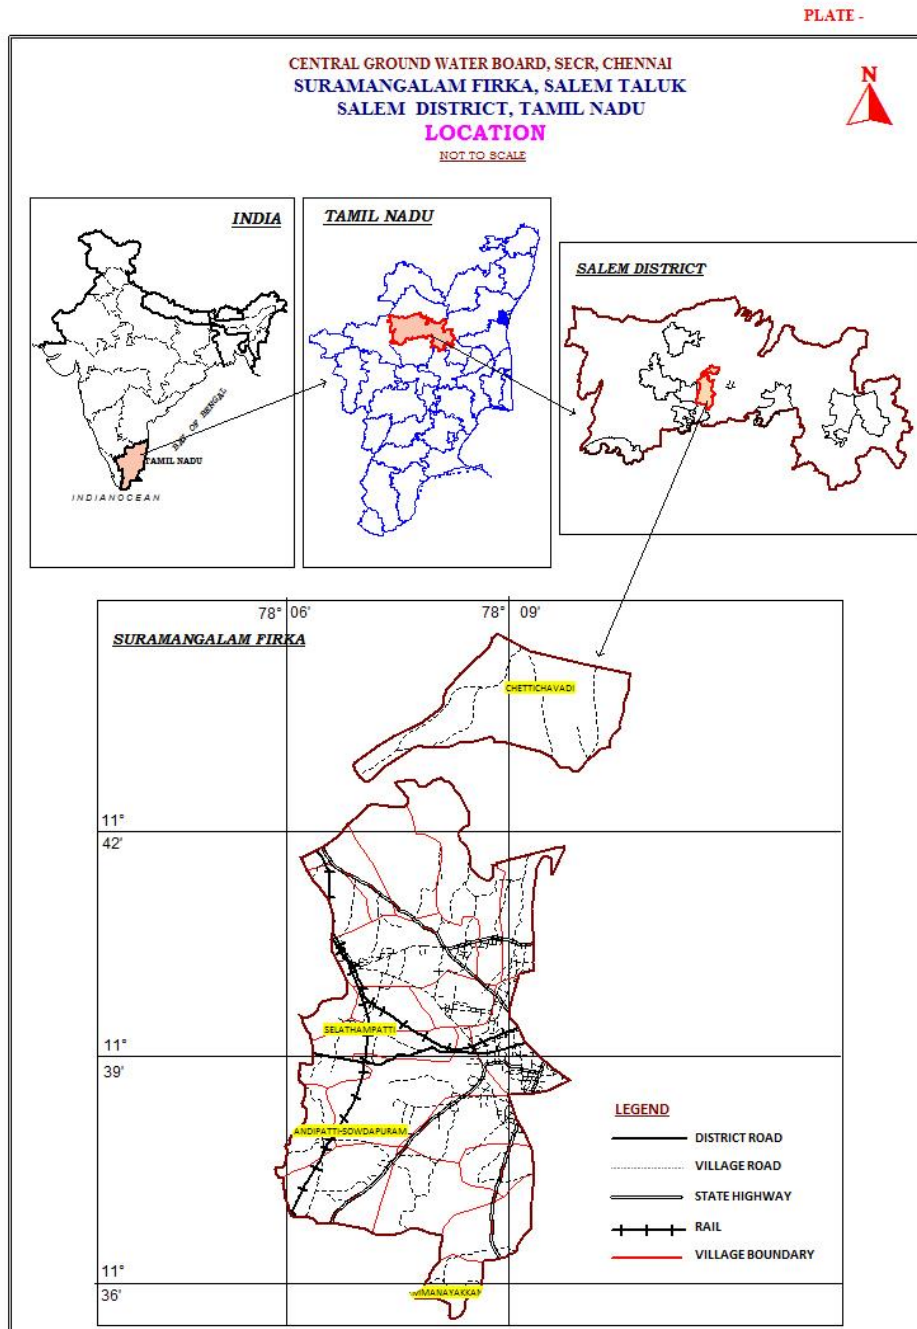 PLATE -
CENTRAL GROUND WATER BOARD, SECR, CHENNAI
SURAMANGALAM FIRKA, SALEM TALUK
SALEM DISTRICT, TAMIL NADU
LOCATION
NOT TO SCALE
N
INDIA
BAY OF BENGAL
TAMIL NADU
INDIANOCEAN
TAMIL NADU
SALEM DISTRICT
78° 06'
78° 09'
SURAMANGALAM FIRKA
CHETTICHAVADI
11°
42'
SELATHAMPATTI
11°
39'
ANDIPATTI-SOWDAPURAM
LEGEND
DISTRICT ROAD
VILLAGE ROAD
STATE HIGHWAY
RAIL
VILLAGE BOUNDARY
11°
36'